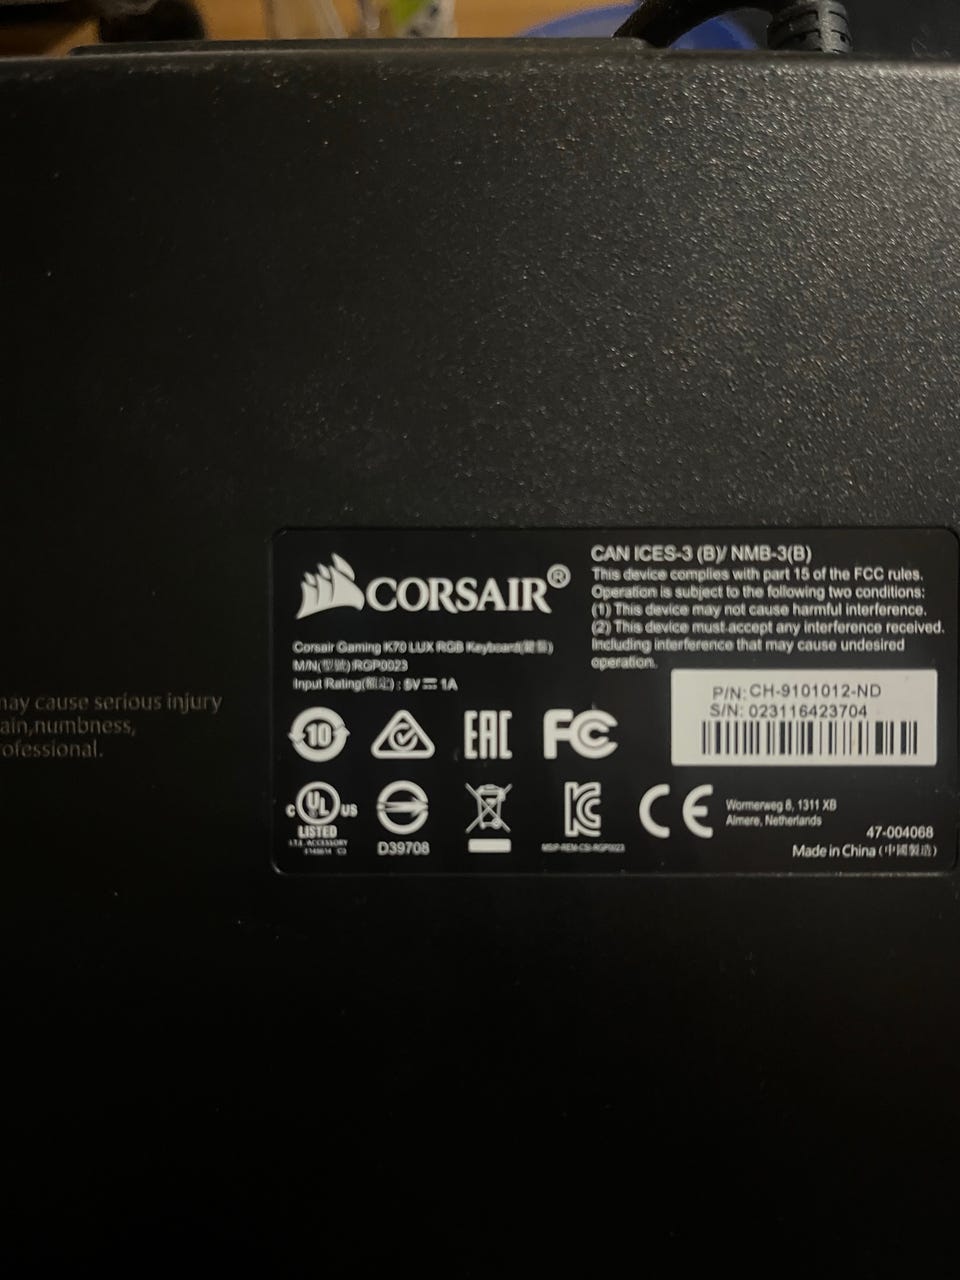 may cause serious injury
ain,numbness,
ofessional.
CORSAIR®
Corsair Gaming K70 LUX RGB Keyboard(鍵盤)
M/N(型號):RGP0023
Input Rating(額定) : 5V⎓1A
10
EAC
FC
C UL US
LISTED
I.T.E. ACCESSORY
D39708
MSIP-REM-CSI-RGP0023
CE
CAN ICES-3 (B)/ NMB-3(B)
This device complies with part 15 of the FCC rules.
Operation is subject to the following two conditions:
(1) This device may not cause harmful interference.
(2) This device must accept any interference received.
Including interference that may cause undesired
operation.
P/N: CH-9101012-ND
S/N: 023116423704
Wormerweg 8, 1311 XB
Almere, Netherlands
47-004068
Made in China (中國製造)